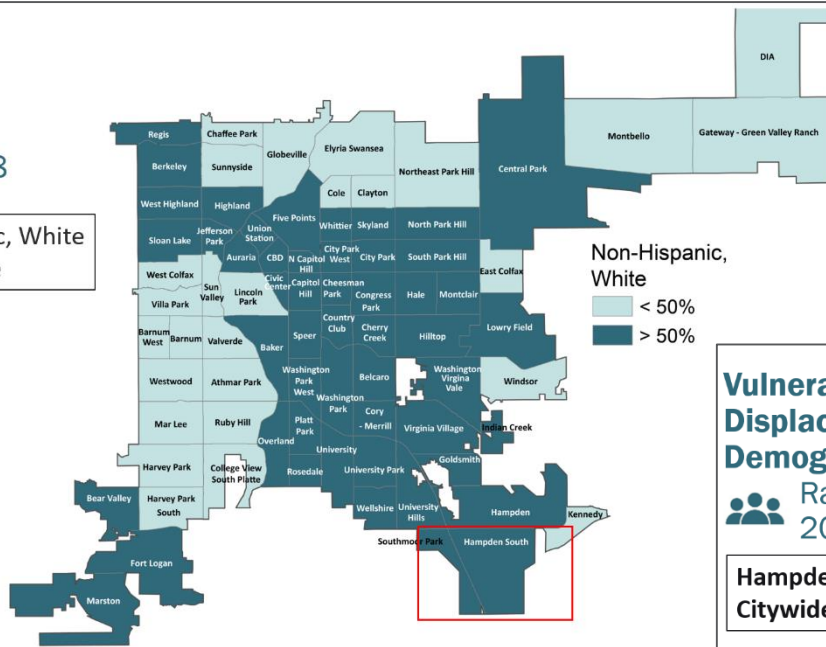 3
c, White
e
DIA
Regis
Chaffee Park
Globeville
Elyria Swansea
Northeast Park Hill
Central Park
Montbello
Gateway - Green Valley Ranch
Berkeley
Sunnyside
Cole
Clayton
West Highland
Highland
Five Points
Whittier
Skyland
North Park Hill
Sloan Lake
Jefferson
Park
Union
Station
Auraria
CBD
N Capitol
Hill
City Park
West
City Park
South Park Hill
East Colfax
West Colfax
Sun
Valley
Lincoln
Park
Civic
Center
Capitol
Hill
Cheesman
Park
Congress
Park
Hale
Montclair
Villa Park
Barnum
West
Barnum
Valverde
Baker
Speer
Country
Club
Cherry
Creek
Hilltop
Lowry Field
Westwood
Athmar Park
Washington
Park
West
Washington
Park
Belcaro
Washington
Virgina
Vale
Windsor
Mar Lee
Ruby Hill
Overland
Platt
Park
Cory
- Merrill
Virginia Village
Indian Creek
Harvey Park
College View
South Platte
Rosedale
University
University Park
Goldsmith
Bear Valley
Harvey Park
South
Wellshire
University
Hills
Hampden
Kennedy
Southmoor Park
Hampden South
Fort Logan
Marston
Non-Hispanic,
White
< 50%
> 50%
Vulnera
Displac
Demog
Ra
20
Hampde
Citywide